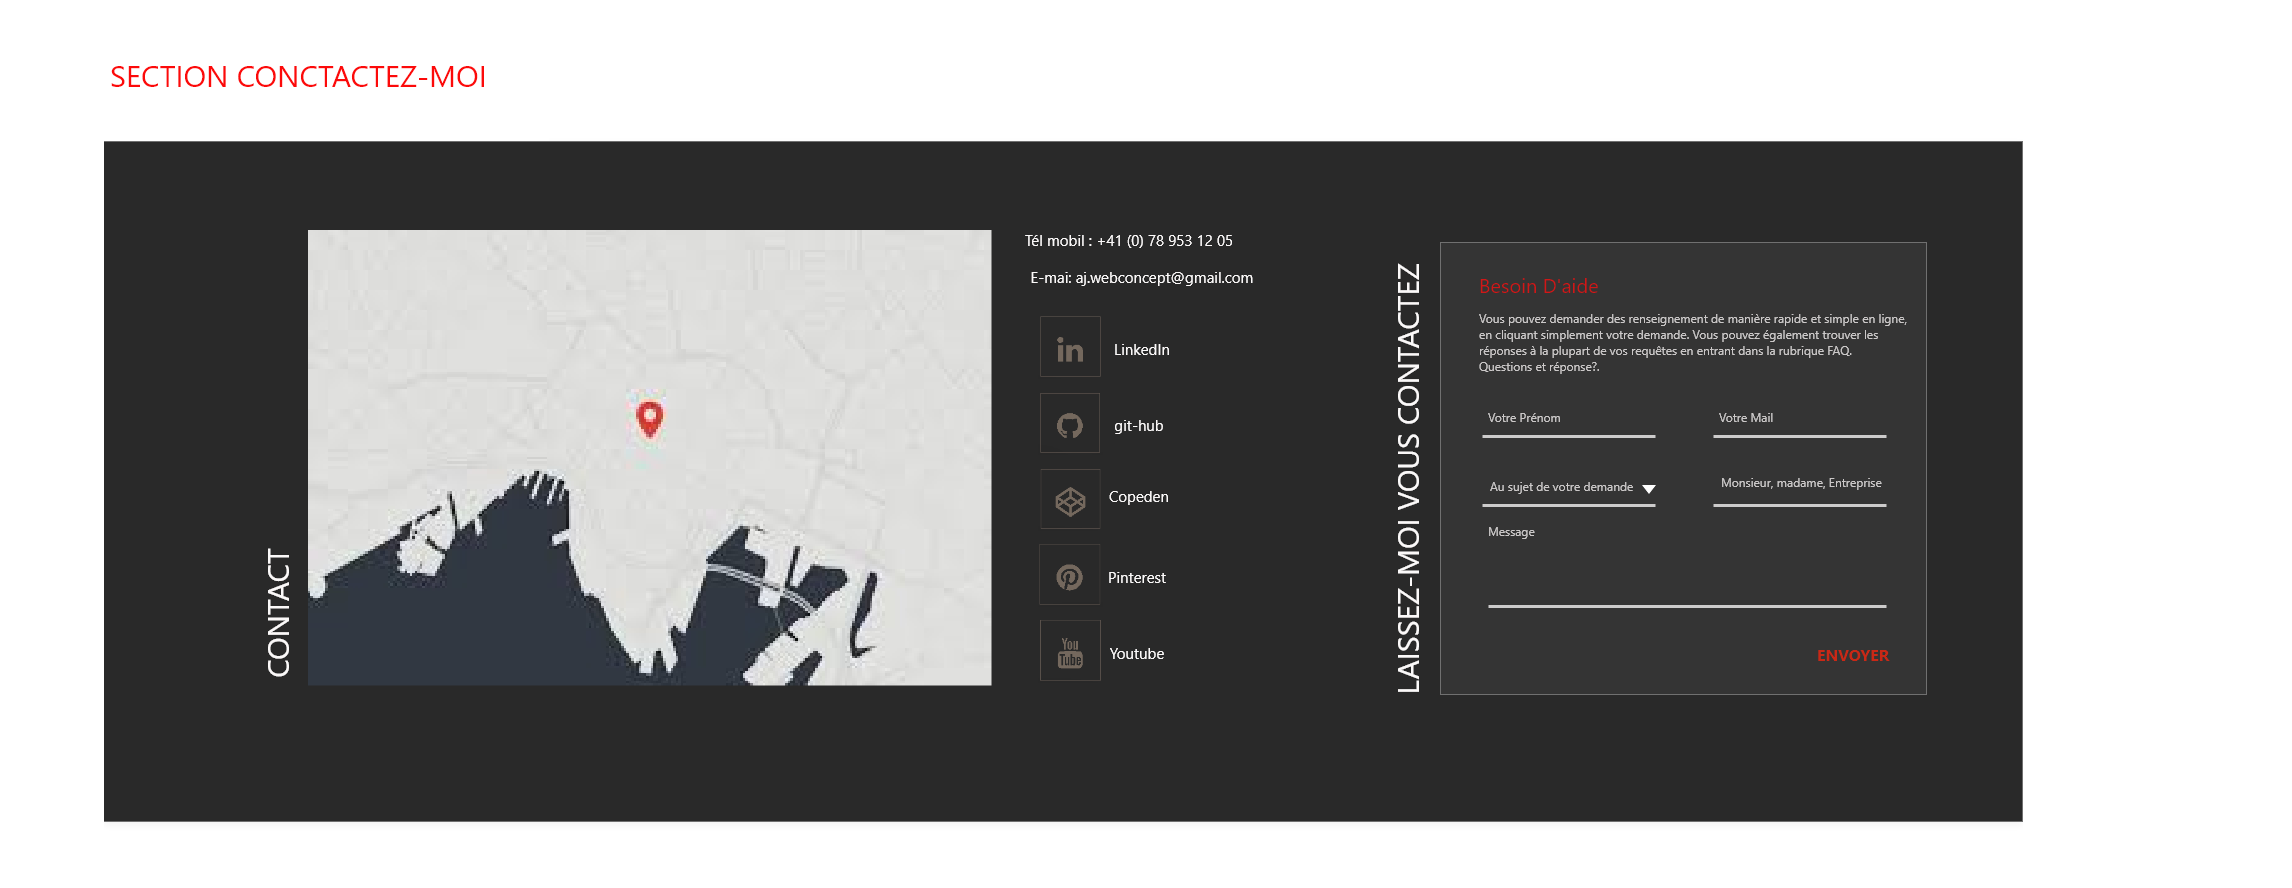 SECTION CONCTACTEZ-MOI
CONTACT
Tél mobil : +41 (0) 78 953 12 05
E-mai: aj.webconcept@gmail.com
in
LinkedIn
git-hub
Copeden
Pinterest
You
Tube
Youtube
LAISSEZ-MOI VOUS CONTACTEZ
Besoin D'aide
Vous pouvez demander des renseignement de manière rapide et simple en ligne,
en cliquant simplement votre demande. Vous pouvez également trouver les
réponses à la plupart de vos requêtes en entrant dans la rubrique FAQ.
Questions et réponse?.
Votre Prénom
Votre Mail
Au sujet de votre demande
Monsieur, madame, Entreprise
Message
ENVOYER